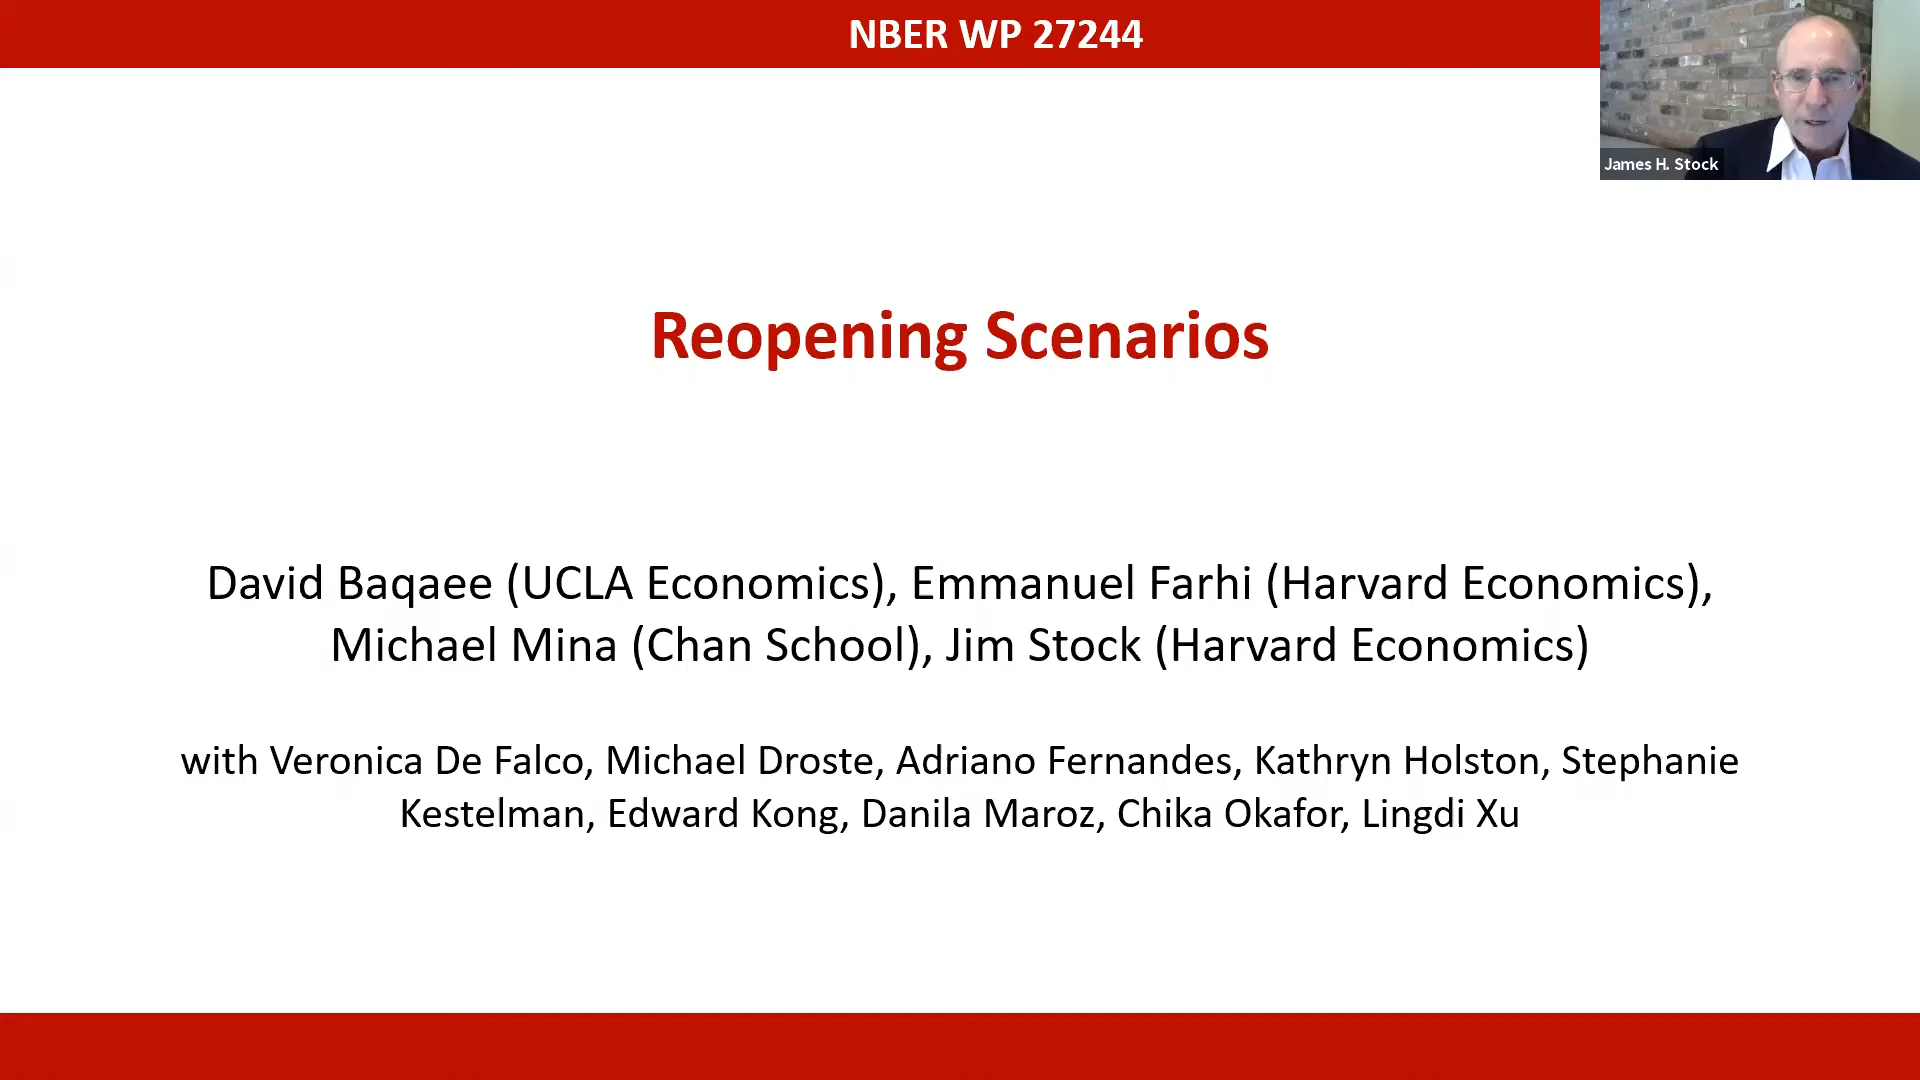 NBER WP 27244
James H. Stock
Reopening Scenarios
David Baqaee (UCLA Economics), Emmanuel Farhi (Harvard Economics),
Michael Mina (Chan School), Jim Stock (Harvard Economics)
with Veronica De Falco, Michael Droste, Adriano Fernandes, Kathryn Holston, Stephanie
Kestelman, Edward Kong, Danila Maroz, Chika Okafor, Lingdi Xu